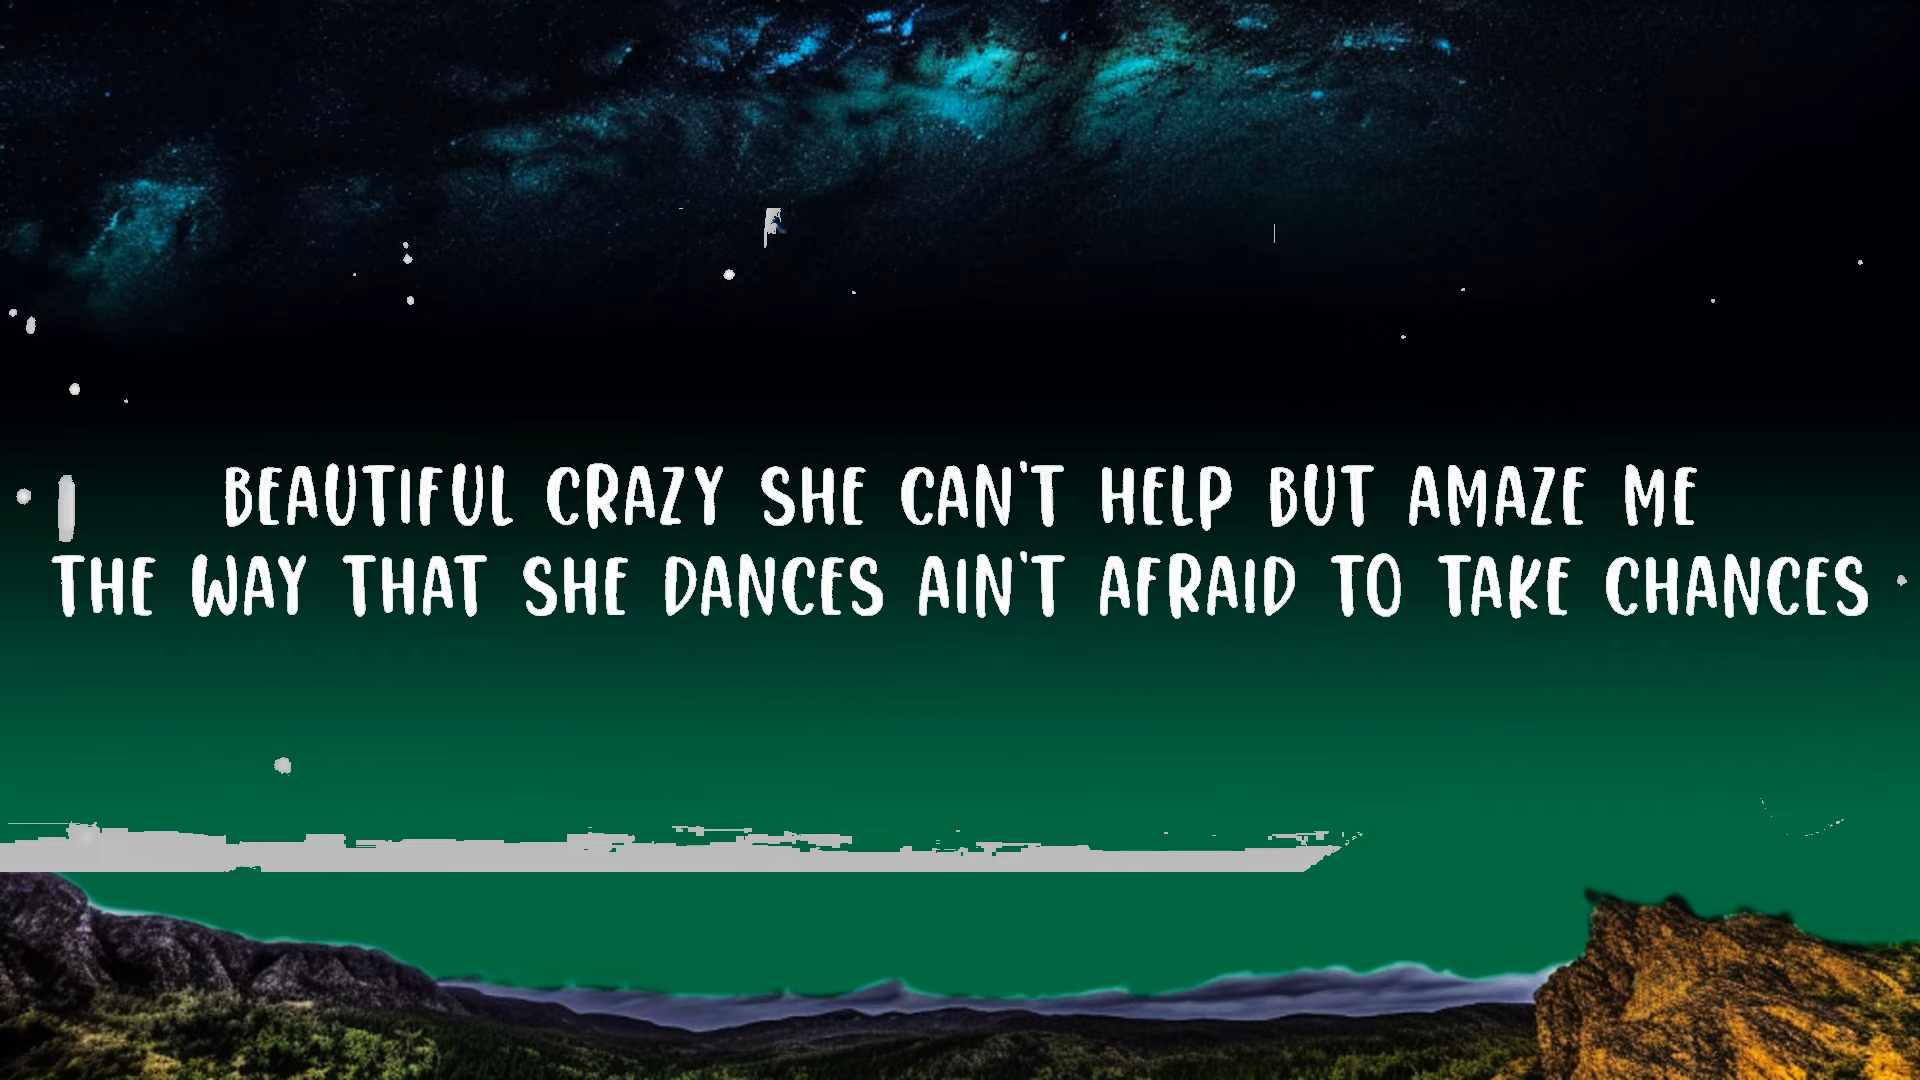 BEAUTIFUL CRAZY SHE CAN'T HELP BUT AMAZE ME
THE WAY THAT SHE DANCES AIN'T AFRAID TO TAKE CHANCES